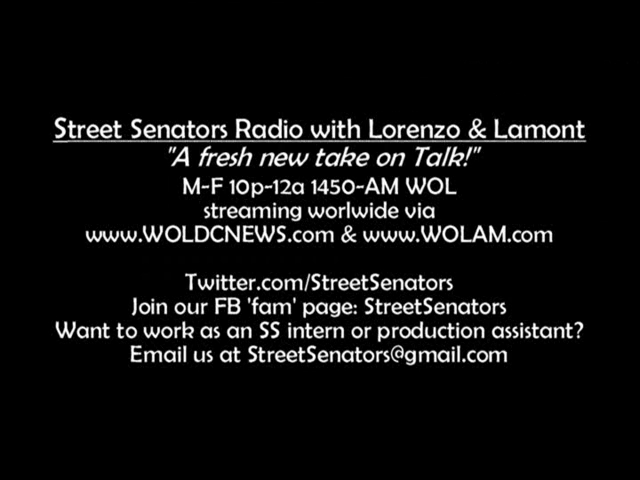 Street Senators Radio with Lorenzo & Lamont
"A fresh new take on Talk!"
M-F 10p-12a 1450-AM WOL
streaming worlwide via
www.WOLDCNEWS.com & www.WOLAM.com
Twitter.com/StreetSenators
Join our FB 'fam' page: StreetSenators
Want to work as an SS intern or production assistant?
Email us at StreetSenators@gmail.com